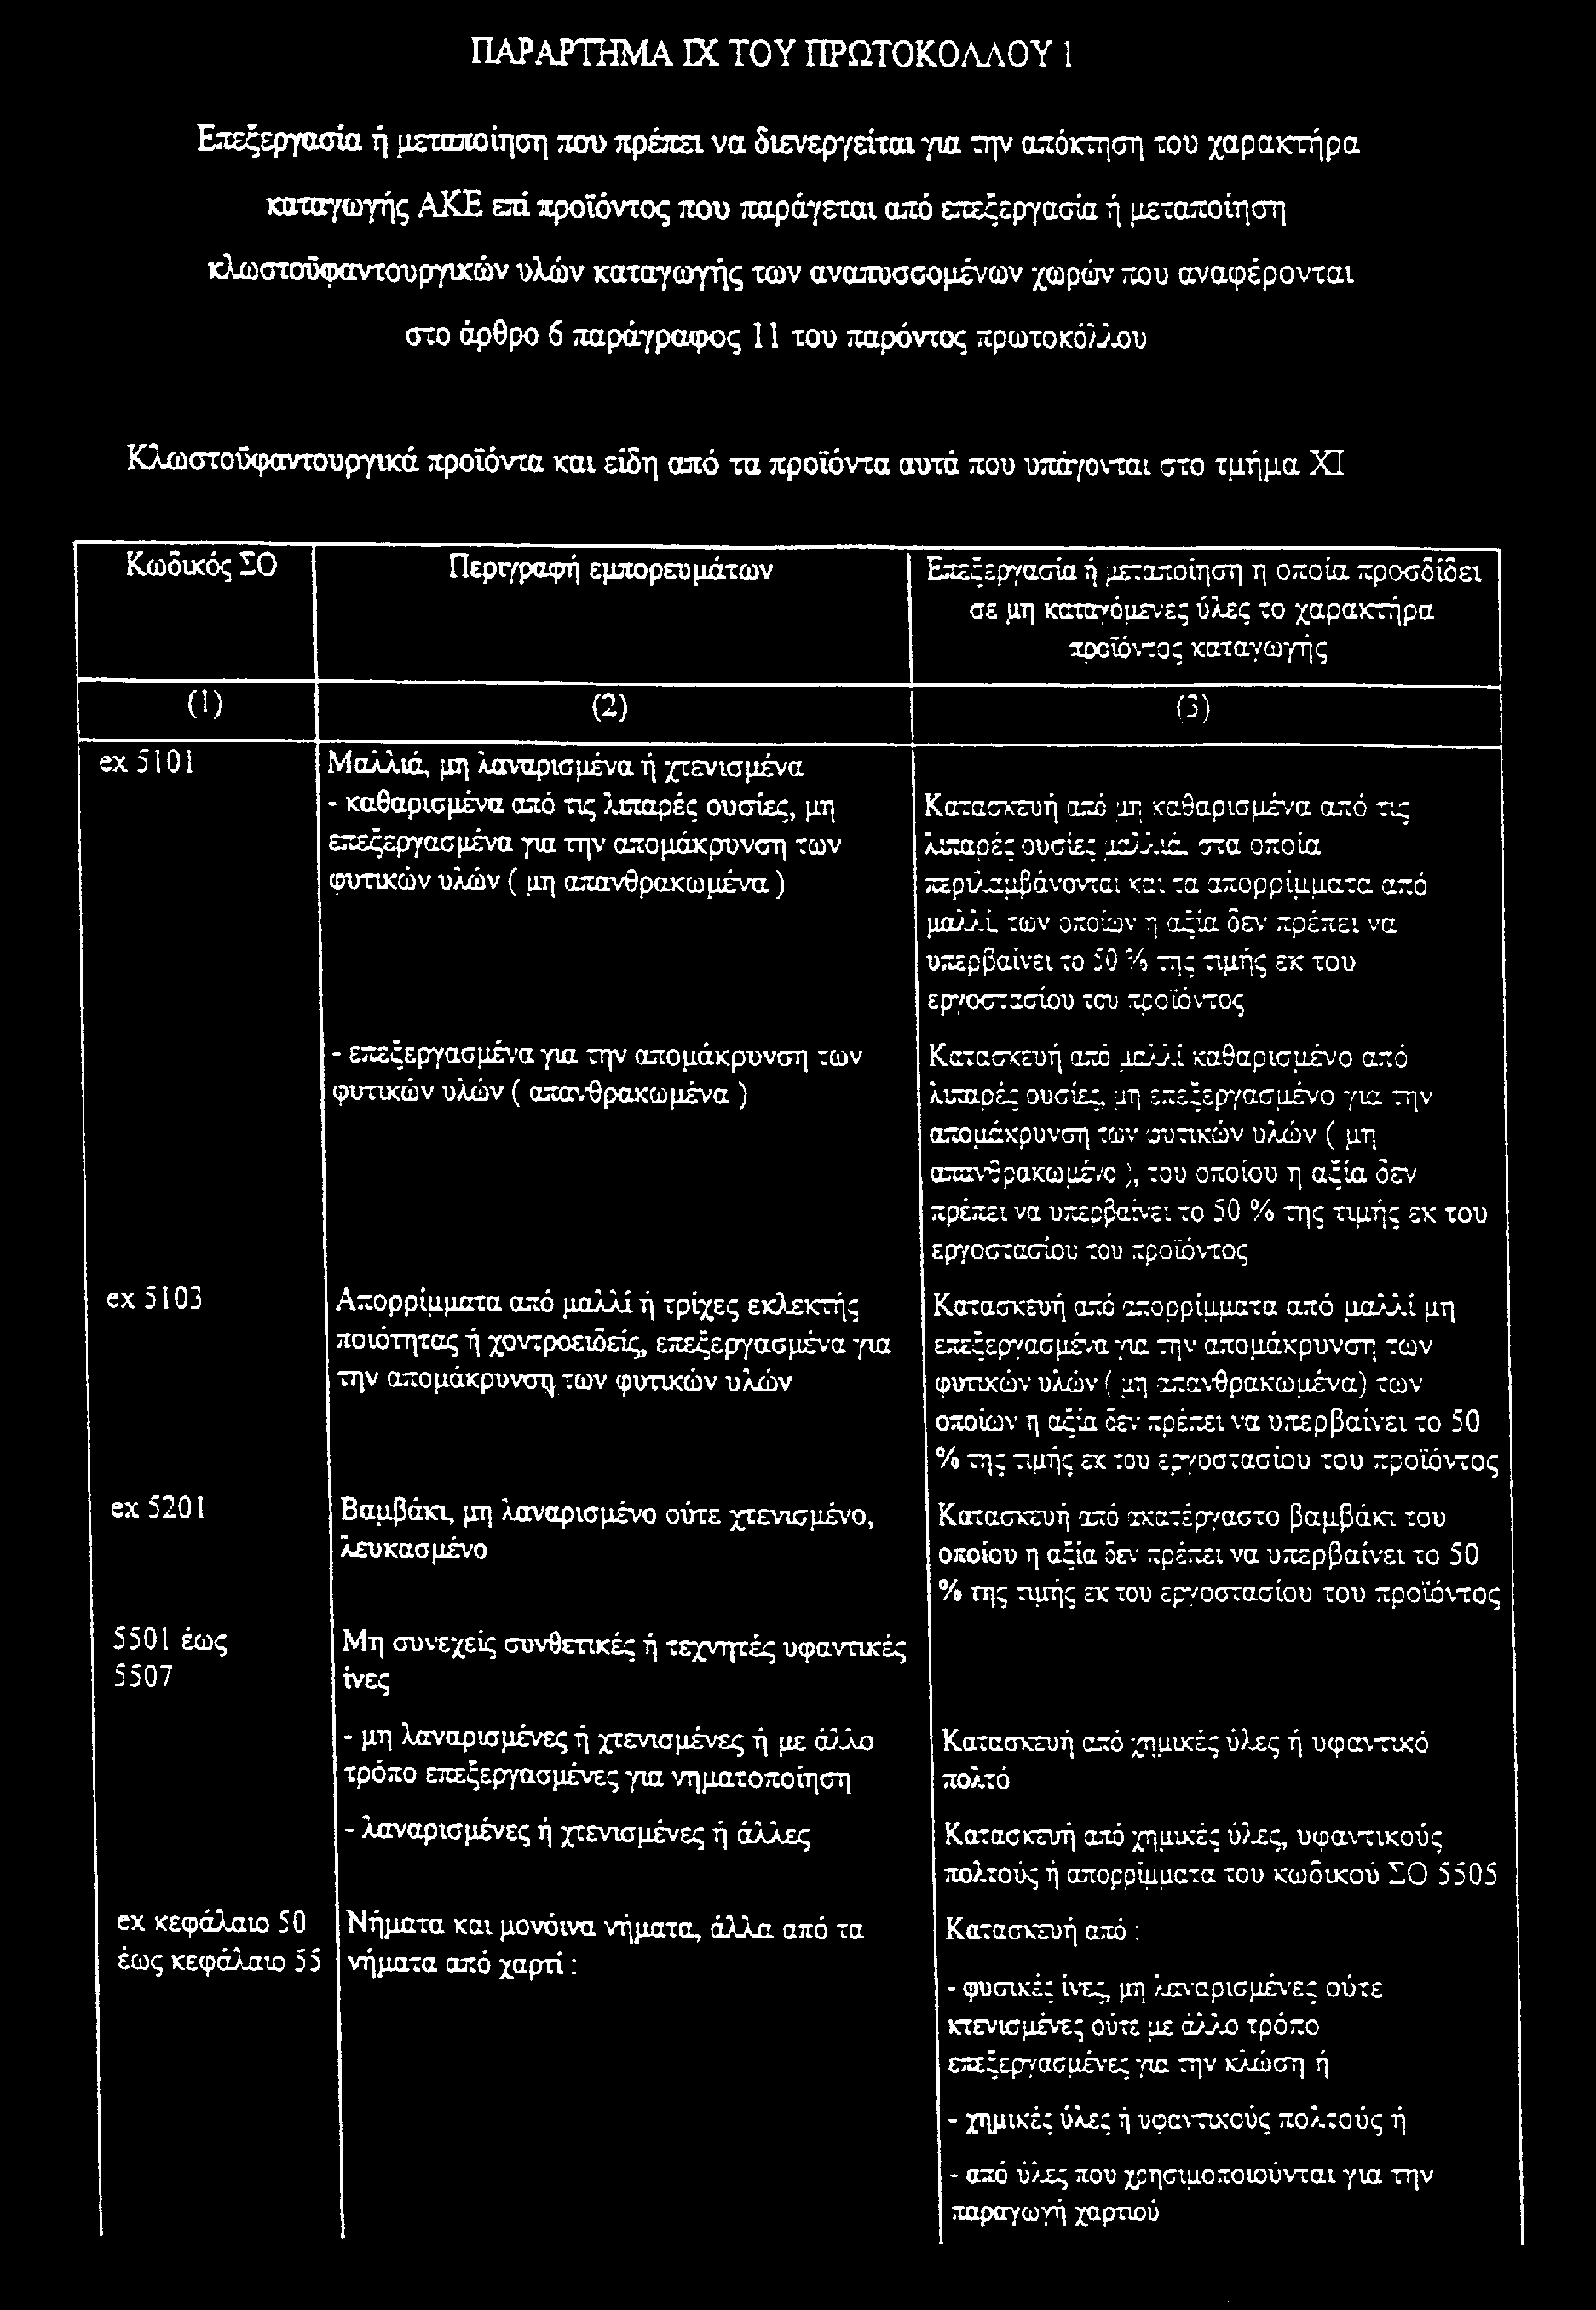 ΠΑΡΑΡΤΗΜΑ ΙΧ ΤΟΥ ΠΡΩΤΟΚΟΛΛΟΥ 1
Επεξεργασία ή μεταποίηση που πρέπει να διενεργείται για την απόκτηση του χαρακτήρα
καταγωγής ΑΚΕ επί προϊόντος που παράγεται από επεξεργασία ή μεταποίηση
κλωστοϋφαντουργικών υλών καταγωγής των αναπυσσομένων χωρών που αναφέρονται
στο άρθρο 6 παράγραφος 11 του παρόντος πρωτοκόλλου
Κλωστοϋφαντουργικά προϊόντα και είδη από τα προϊόντα αυτά που υπάγονται στο τμήμα ΧΙ
Κωδικός ΣΟ
Περιγραφή εμπορευμάτων
Επεξεργασία ή μεταποίηση η οποία προσδίδει
σε μη καταγόμενες ύλες το χαρακτήρα
προϊόντος καταγωγής
(1)
(2)
(3)
ex 5101
Μαλλιά, μη λαναρισμένα ή χτενισμένα
- καθαρισμένα από τις λιπαρές ουσίες, μη
επεξεργασμένα για την απομάκρυνση των
φυτικών υλών ( μη απανθρακωμένα )
Κατασκευή από μη καθαρισμένα από τις
λιπαρές ουσίες μαλλιά, στα οποία
περιλαμβάνονται και τα απορρίμματα από
μαλλί, των οποίων η αξία δεν πρέπει να
υπερβαίνει το 50 % της τιμής εκ του
εργοστασίου του προϊόντος
- επεξεργασμένα για την απομάκρυνση των
φυτικών υλών ( απανθρακωμένα )
Κατασκευή από μαλλί καθαρισμένο από
λιπαρές ουσίες, μη επεξεργασμένο για την
απομάκρυνση των φυτικών υλών ( μη
απανθρακωμένο ), του οποίου η αξία δεν
πρέπει να υπερβαίνει το 50 % της τιμής εκ του
εργοστασίου του προϊόντος
ex 5103
Απορρίμματα από μαλλί ή τρίχες εκλεκτής
ποιότητας ή χοντροειδείς, επεξεργασμένα για
την απομάκρυνση των φυτικών υλών
Κατασκευή από απορρίμματα από μαλλί μη
επεξεργασμένα για την απομάκρυνση των
φυτικών υλών ( μη απανθρακωμένα) των
οποίων η αξία δεν πρέπει να υπερβαίνει το 50
% της τιμής εκ του εργοστασίου του προϊόντος
ex 5201
Βαμβάκι, μη λαναρισμένο ούτε χτενισμένο,
λευκασμένο
Κατασκευή από ακατέργαστο βαμβάκι του
οποίου η αξία δεν πρέπει να υπερβαίνει το 50
% της τιμής εκ του εργοστασίου του προϊόντος
5501 έως
5507
Μη συνεχείς συνθετικές ή τεχνητές υφαντικές
ίνες
- μη λαναρισμένες ή χτενισμένες ή με άλλο
τρόπο επεξεργασμένες για νηματοποίηση
Κατασκευή από χημικές ύλες ή υφαντικό
πολτό
- λαναρισμένες ή χτενισμένες ή άλλες
Κατασκευή από χημικές ύλες, υφαντικούς
πολτούς ή απορρίμματα του κωδικού ΣΟ 5505
ex κεφάλαιο 50
έως κεφάλαιο 55
Νήματα και μονόινα νήματα, άλλα από τα
νήματα από χαρτί :
Κατασκευή από :
- φυσικές ίνες, μη λαναρισμένες ούτε
κτενισμένες ούτε με άλλο τρόπο
επεξεργασμένες για την κλώση ή
- χημικές ύλες ή υφαντικούς πολτούς ή
- από ύλες που χρησιμοποιούνται για την
παραγωγή χαρτιού